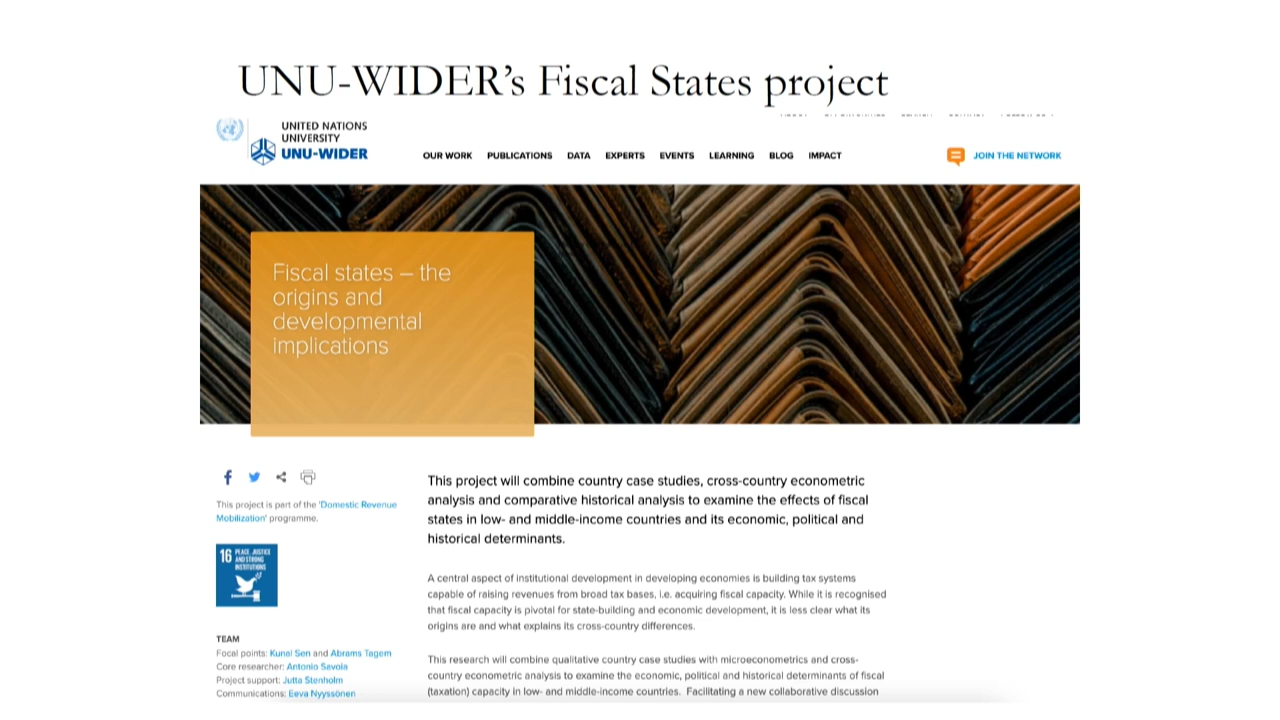 UNU-WIDER's Fiscal States project
UNITED NATIONS
UNIVERSITY
UNU-WIDER
OUR WORK PUBLICATIONS DATA EXPERTS EVENTS LEARNING BLOG IMPACT
JOIN THE NETWORK
Fiscal states – the
origins and
developmental
implications
This project is part of the 'Domestic Revenue
Mobilization' programme.
16 PEACE, JUSTICE
AND STRONG
INSTITUTIONS
TEAM
Focal points: Kunal Sen and Abrams Tagem
Core researcher: Antonio Savoia
Project support: Jutta Stenholm
Communications: Eeva Nyyssönen
This project will combine country case studies, cross-country econometric
analysis and comparative historical analysis to examine the effects of fiscal
states in low- and middle-income countries and its economic, political and
historical determinants.
A central aspect of institutional development in developing economies is building tax systems
capable of raising revenues from broad tax bases, i.e. acquiring fiscal capacity. While it is recognised
that fiscal capacity is pivotal for state-building and economic development, it is less clear what its
origins are and what explains its cross-country differences.
This research will combine qualitative country case studies with microeconometrics and cross-
country econometric analysis to examine the economic, political and historical determinants of fiscal
(taxation) capacity in low- and middle-income countries. Facilitating a new collaborative discussion